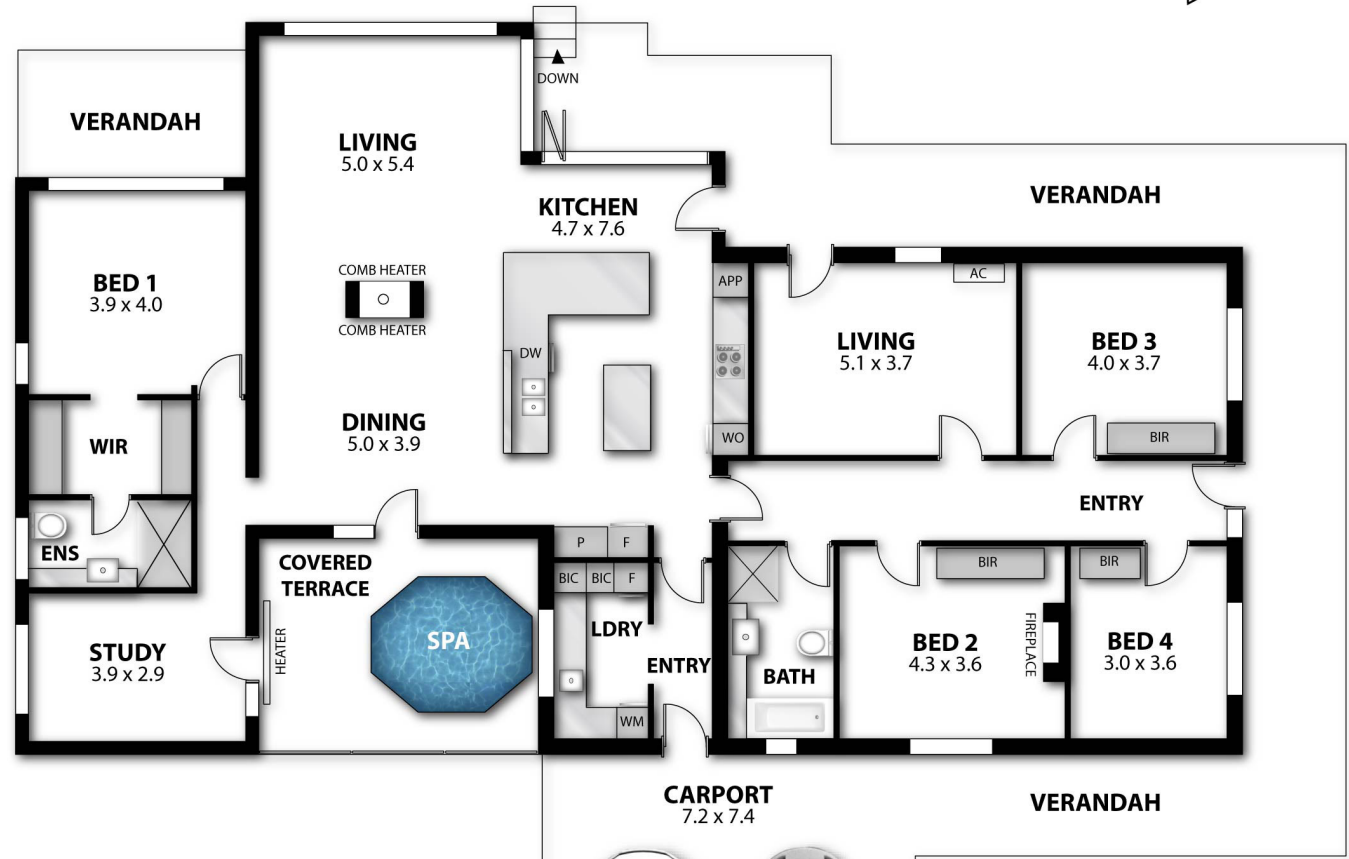 DOWN
VERANDAH
LIVING
5.0 x 5.4
VERANDAH
KITCHEN
4.7 x 7.6
BED 1
3.9 x 4.0
COMB HEATER
COMB HEATER
APP
AC
LIVING
5.1 x 3.7
BED 3
4.0 x 3.7
DW
DINING
5.0 x 3.9
WIR
WO
BIR
ENTRY
ENS
COVERED
TERRACE
P
F
BIC
BIC
F
BIR
BIR
SPA
HEATER
LDRY
STUDY
3.9 x 2.9
ENTRY
BATH
BED 2
4.3 x 3.6
FIREPLACE
BED 4
3.0 x 3.6
WM
CARPORT
7.2 x 7.4
VERANDAH